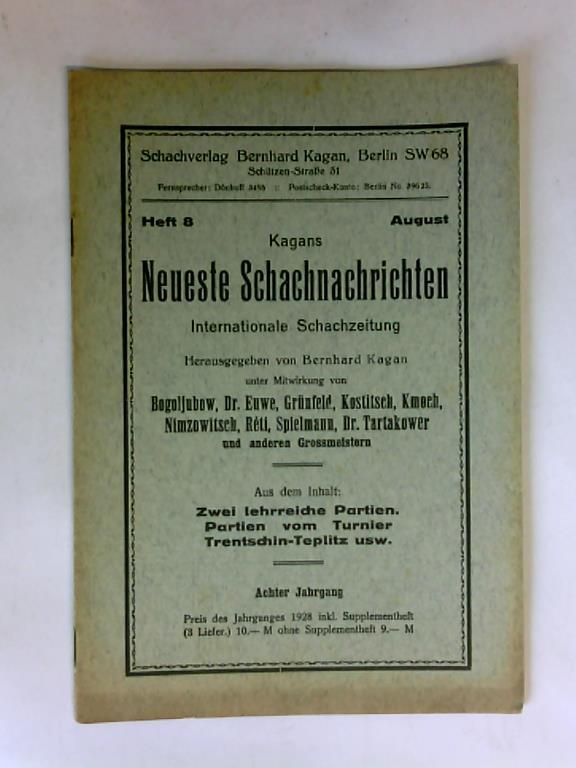 Schachverlag Bernhard Kagan, Berlin SW 68
Schützen-Straße 51
Fernsprecher: Dönhoff 3488 :: Postscheck-Konto: Berlin No.
Heft 8 August
Kagans
Neueste Schachnachrichten
Internationale Schachzeitung
Herausgegeben von Bernhard Kagan
unter Mitwirkung von
Bogoljubow, Dr. Euwe, Grünfeld, Kostitsch, Kmoch,
Nimzowitsch, Réti, Spielmann, Dr. Tartakower
und anderen Grossmeistern
Aus dem Inhalt:
Zwei lehrreiche Partien.
Partien vom Turnier
Trentschin-Teplitz usw.
Achter Jahrgang
Preis des Jahrganges 1928 inkl. Supplementheft
(3 Liefer.) 10.— M ohne Supplementheft 9.— M